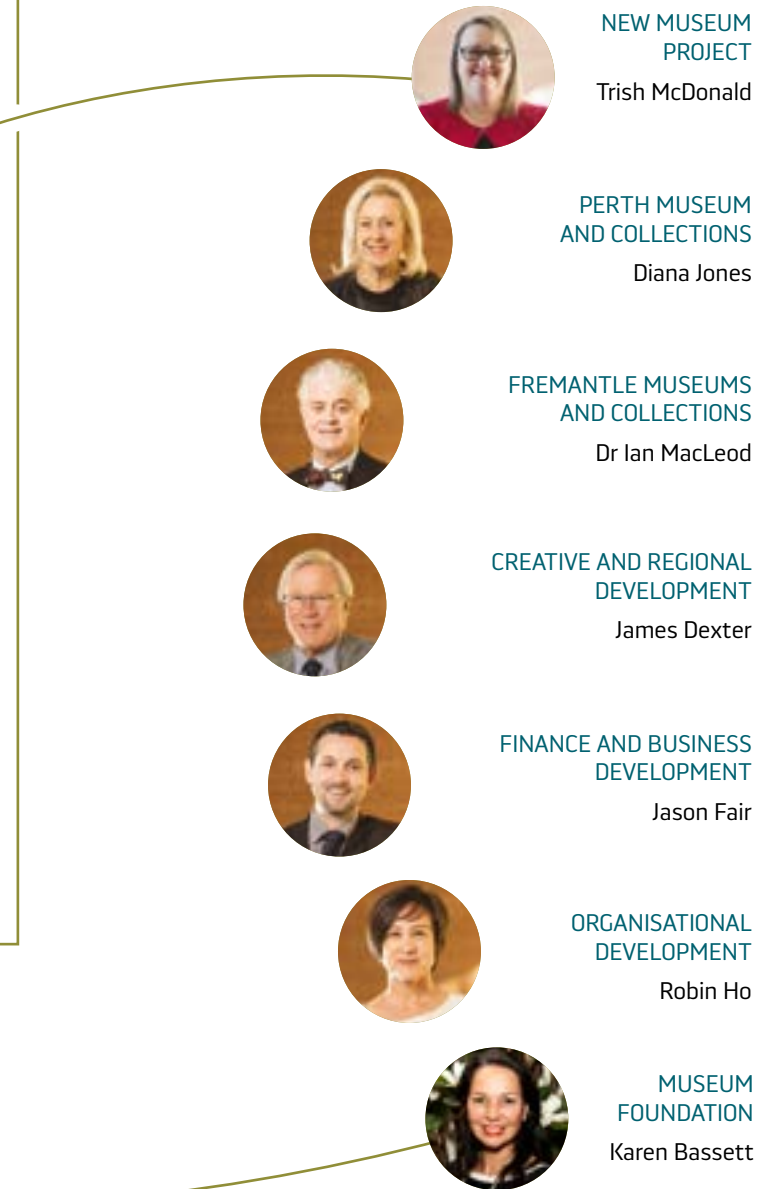 NEW MUSEUM
PROJECT
Trish McDonald
PERTH MUSEUM
AND COLLECTIONS
Diana Jones
FREMANTLE MUSEUMS
AND COLLECTIONS
Dr Ian MacLeod
CREATIVE AND REGIONAL
DEVELOPMENT
James Dexter
FINANCE AND BUSINESS
DEVELOPMENT
Jason Fair
ORGANISATIONAL
DEVELOPMENT
Robin Ho
MUSEUM
FOUNDATION
Karen Bassett